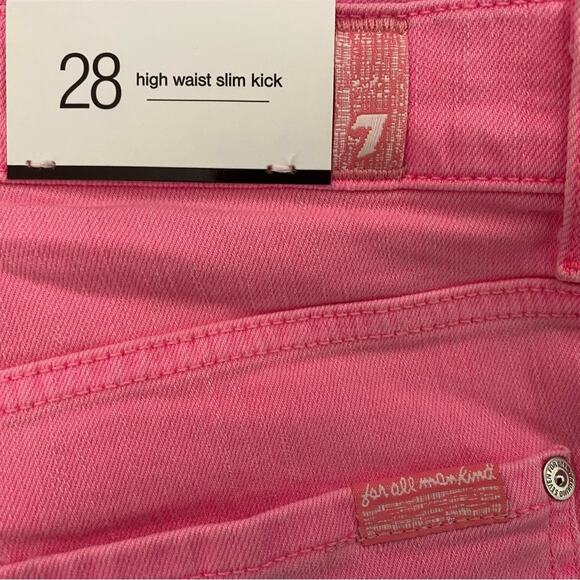 28 high waist slim kick
7
for all mankind